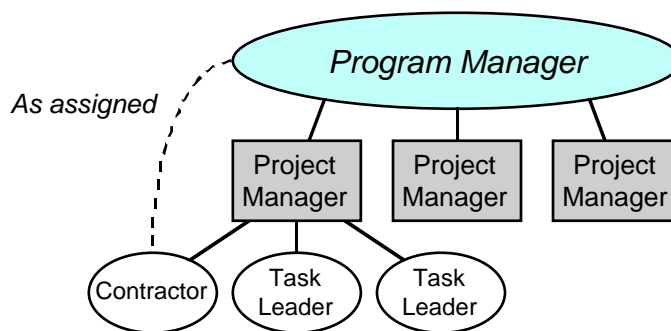 Program Manager
As assigned
Project
Manager
Project
Manager
Project
Manager
Contractor
Task
Leader
Task
Leader